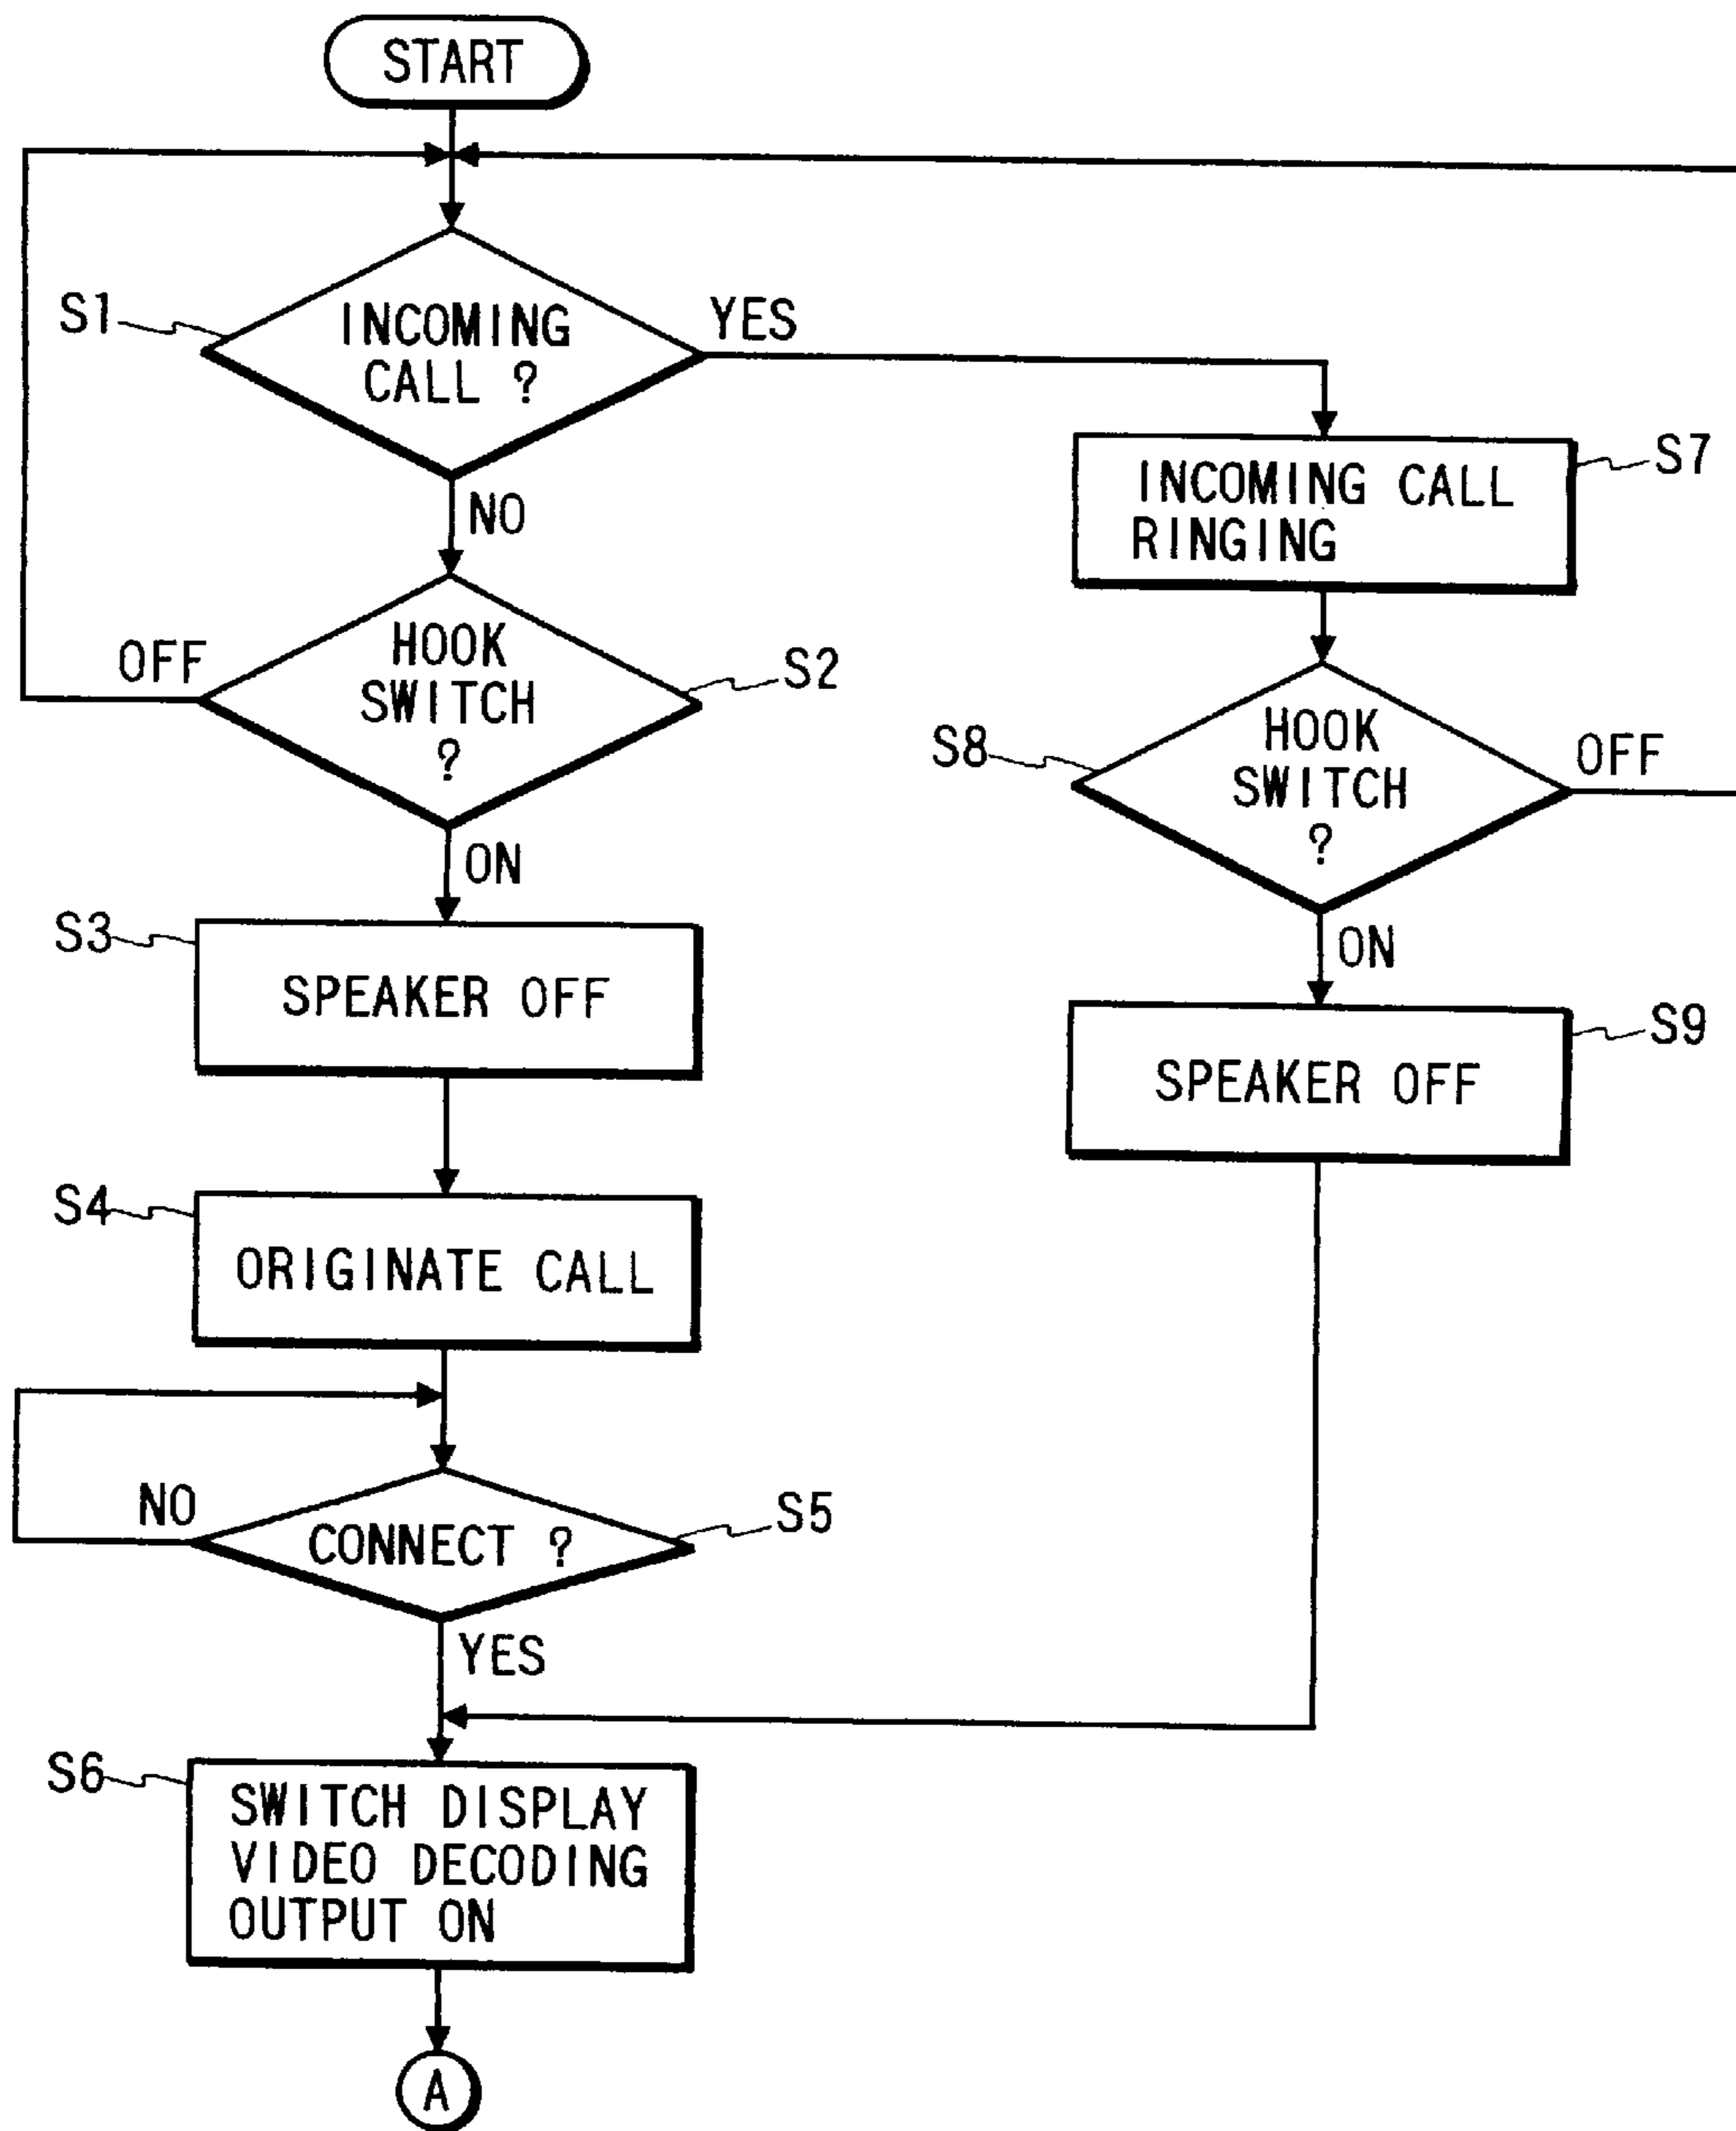 START
S1
INCOMING
CALL ?
YES
NO
S7
INCOMING CALL
RINGING
OFF
HOOK
SWITCH
?
S2
ON
S8
HOOK
SWITCH
?
OFF
ON
S3
SPEAKER OFF
S9
SPEAKER OFF
S4
ORIGINATE CALL
NO
CONNECT ?
S5
YES
S6
SWITCH DISPLAY
VIDEO DECODING
OUTPUT ON
A